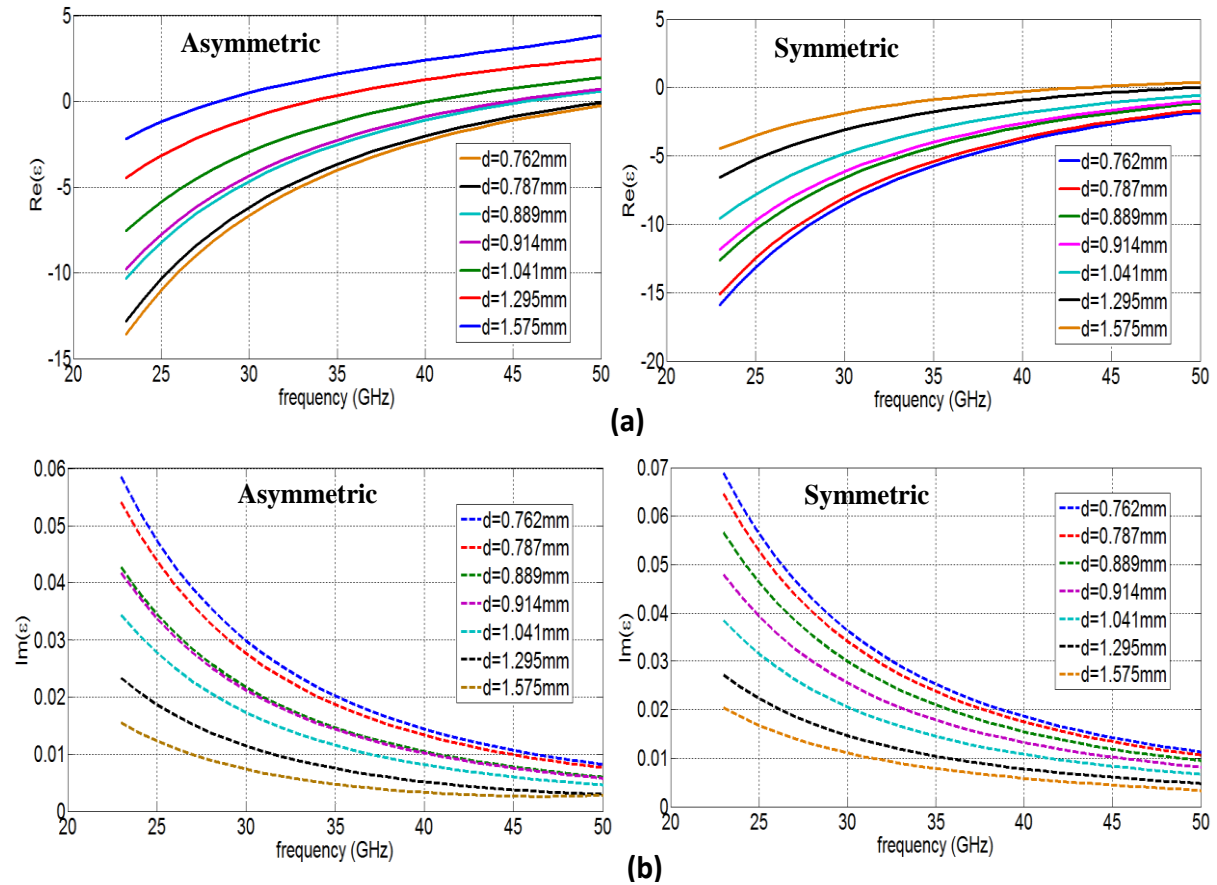 Asymmetric
5
0
-5
-10
-15
Re(ε)
20 25 30 35 40 45 50
frequency (GHz)
d=0.762mm
d=0.787mm
d=0.889mm
d=0.914mm
d=1.041mm
d=1.295mm
d=1.575mm
Symmetric
5
0
-5
-10
-15
-20
Re(ε)
20 25 30 35 40 45 50
frequency (GHz)
d=0.762mm
d=0.787mm
d=0.889mm
d=0.914mm
d=1.041mm
d=1.295mm
d=1.575mm
(a)
Asymmetric
0.06
0.05
0.04
0.03
0.02
0.01
0
Im(ε)
20 25 30 35 40 45 50
frequency (GHz)
d=0.762mm
d=0.787mm
d=0.889mm
d=0.914mm
d=1.041mm
d=1.295mm
d=1.575mm
Symmetric
0.07
0.06
0.05
0.04
0.03
0.02
0.01
0
Im(ε)
20 25 30 35 40 45 50
frequency (GHz)
d=0.762mm
d=0.787mm
d=0.889mm
d=0.914mm
d=1.041mm
d=1.295mm
d=1.575mm
(b)